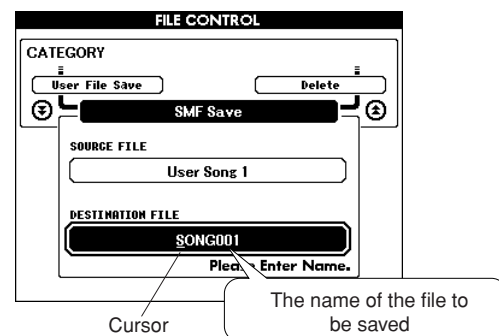 FILE CONTROL
CATEGORY
User File Save
Delete
SMF Save
SOURCE FILE
User Song 1
DESTINATION FILE
SONG001
Please Enter Name.
Cursor
The name of the file to
be saved